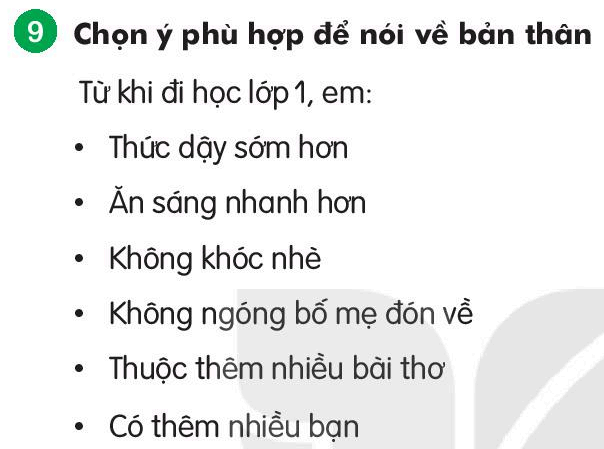 9 Chọn ý phù hợp để nói về bản thân
Từ khi đi học lớp 1, em:
• Thức dậy sớm hơn
• Ăn sáng nhanh hơn
• Không khóc nhè
• Không ngóng bố mẹ đón về
• Thuộc thêm nhiều bài thơ
• Có thêm nhiều bạn